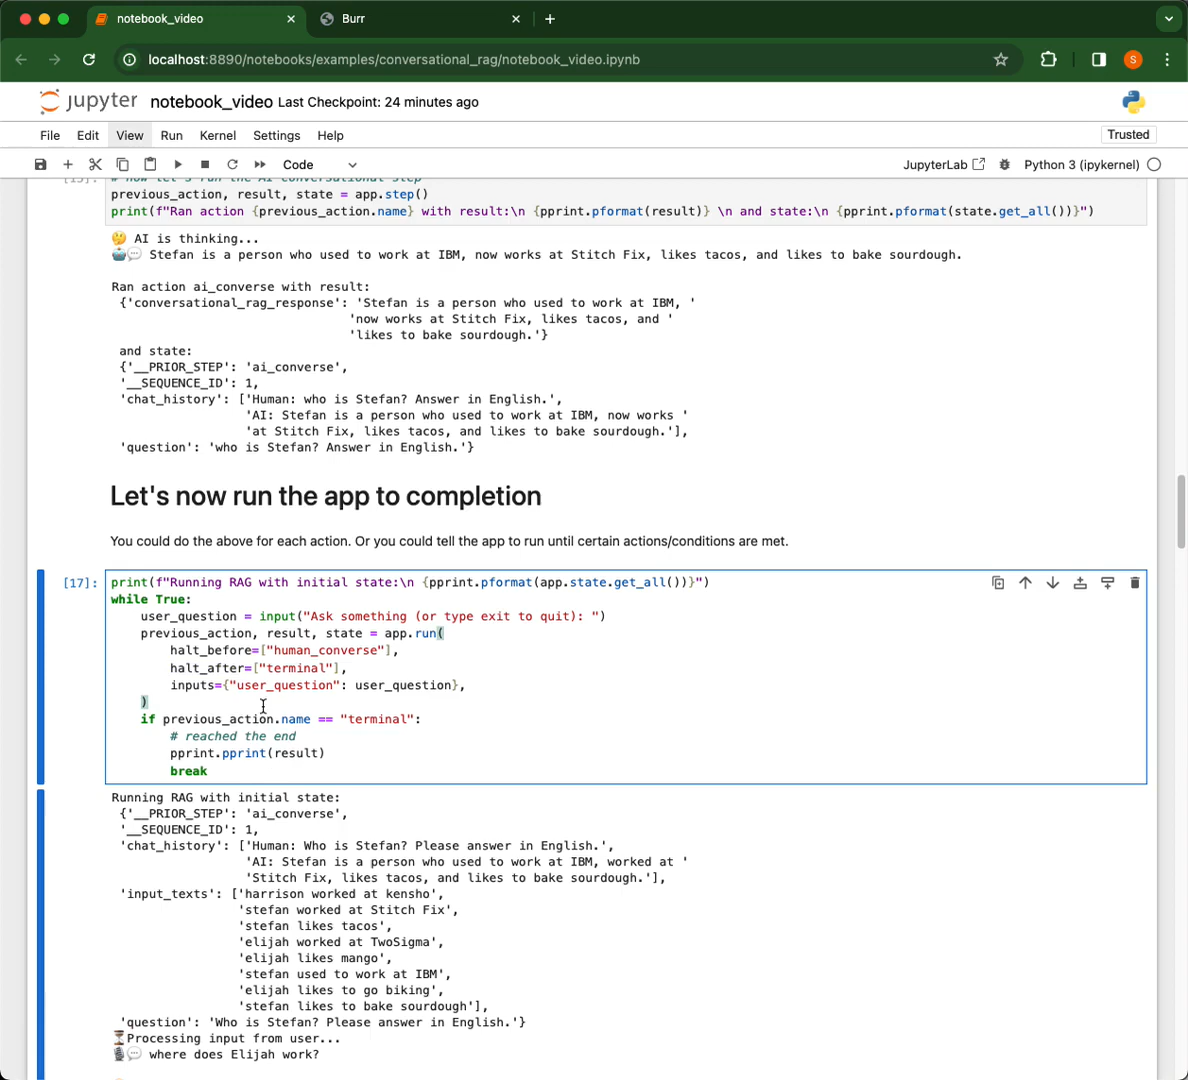 notebook_video
Burr
localhost:8890/notebooks/examples/conversational_rag/notebook_video.ipynb
S
jupyter notebook_video Last Checkpoint: 24 minutes ago
File Edit View Run Kernel Settings Help
Trusted
Code
JupyterLab
Python 3 (ipykernel)
[15]: # now let's run the AI conversational step
previous_action, result, state = app.step()
print(f"Ran action {previous_action.name} with result:\n {pprint.pformat(result)} \n and state:\n {pprint.pformat(state.get_all())}")
🤔 AI is thinking...
🤖💬 Stefan is a person who used to work at IBM, now works at Stitch Fix, likes tacos, and likes to bake sourdough.
Ran action ai_converse with result:
{'conversational_rag_response': 'Stefan is a person who used to work at IBM, '
'now works at Stitch Fix, likes tacos, and '
'likes to bake sourdough.'}
and state:
{'__PRIOR_STEP': 'ai_converse',
'__SEQUENCE_ID': 1,
'chat_history': ['Human: who is Stefan? Answer in English.',
'AI: Stefan is a person who used to work at IBM, now works '
'at Stitch Fix, likes tacos, and likes to bake sourdough.'],
'question': 'who is Stefan? Answer in English.'}
Let's now run the app to completion
You could do the above for each action. Or you could tell the app to run until certain actions/conditions are met.
[17]: print(f"Running RAG with initial state:\n {pprint.pformat(app.state.get_all())}")
while True:
user_question = input("Ask something (or type exit to quit): ")
previous_action, result, state = app.run(
halt_before=["human_converse"],
halt_after=["terminal"],
inputs={"user_question": user_question},
)
if previous_action.name == "terminal":
# reached the end
pprint.pprint(result)
break
Running RAG with initial state:
{'__PRIOR_STEP': 'ai_converse',
'__SEQUENCE_ID': 1,
'chat_history': ['Human: Who is Stefan? Please answer in English.',
'AI: Stefan is a person who used to work at IBM, worked at '
'Stitch Fix, likes tacos, and likes to bake sourdough.'],
'input_texts': ['harrison worked at kensho',
'stefan worked at Stitch Fix',
'stefan likes tacos',
'elijah worked at TwoSigma',
'elijah likes mango',
'stefan used to work at IBM',
'elijah likes to go biking',
'stefan likes to bake sourdough'],
'question': 'Who is Stefan? Please answer in English.'}
⏳Processing input from user...
🎙💬 where does Elijah work?